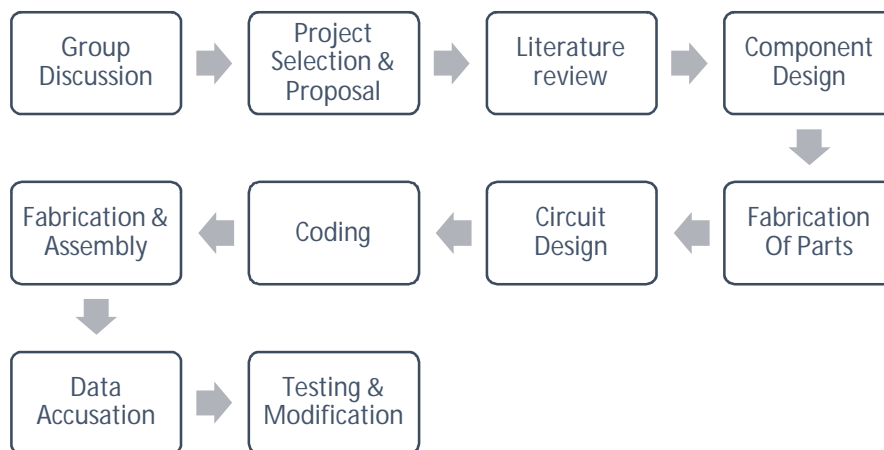 Group
Discussion
Project
Selection &
Proposal
Literature
review
Component
Design
Fabrication
Of Parts
Circuit
Design
Coding
Fabrication &
Assembly
Data
Accusation
Testing &
Modification